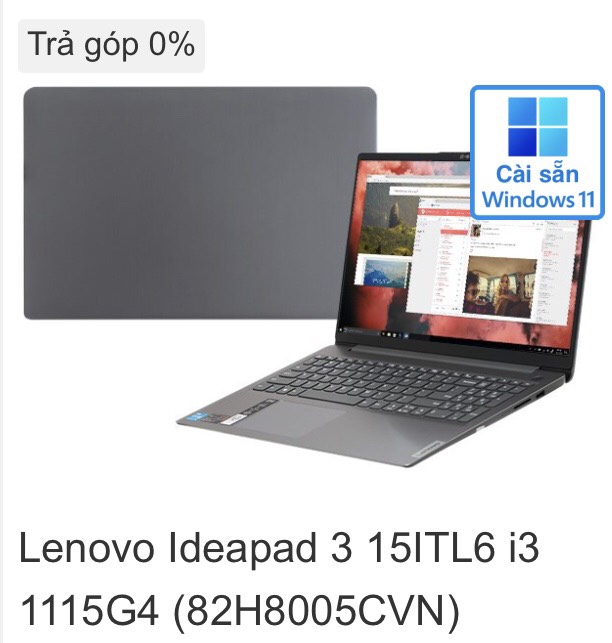 Trả góp 0%
Cài sẵn
Windows 11
Lenovo Ideapad 3 15ITL6 i3
1115G4 (82H8005CVN)